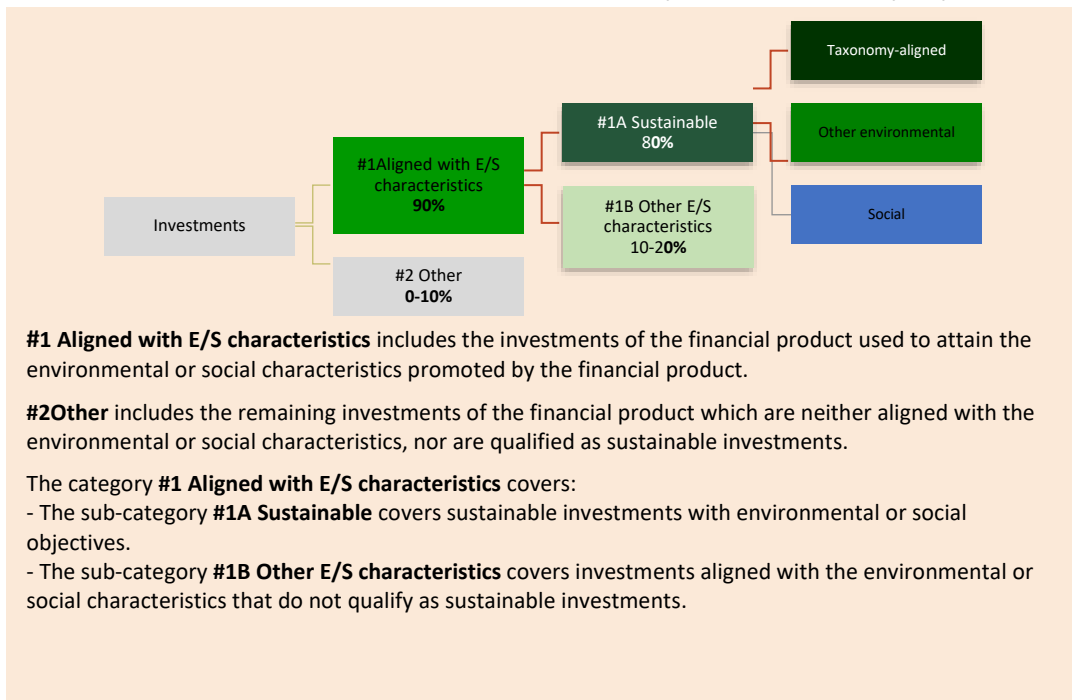 Taxonomy-aligned
#1A Sustainable
80%
Other environmental
#1Aligned with E/S
characteristics
90%
#1B Other E/S
characteristics
10-20%
Social
Investments
#2 Other
0-10%
#1 Aligned with E/S characteristics includes the investments of the financial product used to attain the
environmental or social characteristics promoted by the financial product.
#2Other includes the remaining investments of the financial product which are neither aligned with the
environmental or social characteristics, nor are qualified as sustainable investments.
The category #1 Aligned with E/S characteristics covers:
- The sub-category #1A Sustainable covers sustainable investments with environmental or social
objectives.
- The sub-category #1B Other E/S characteristics covers investments aligned with the environmental or
social characteristics that do not qualify as sustainable investments.